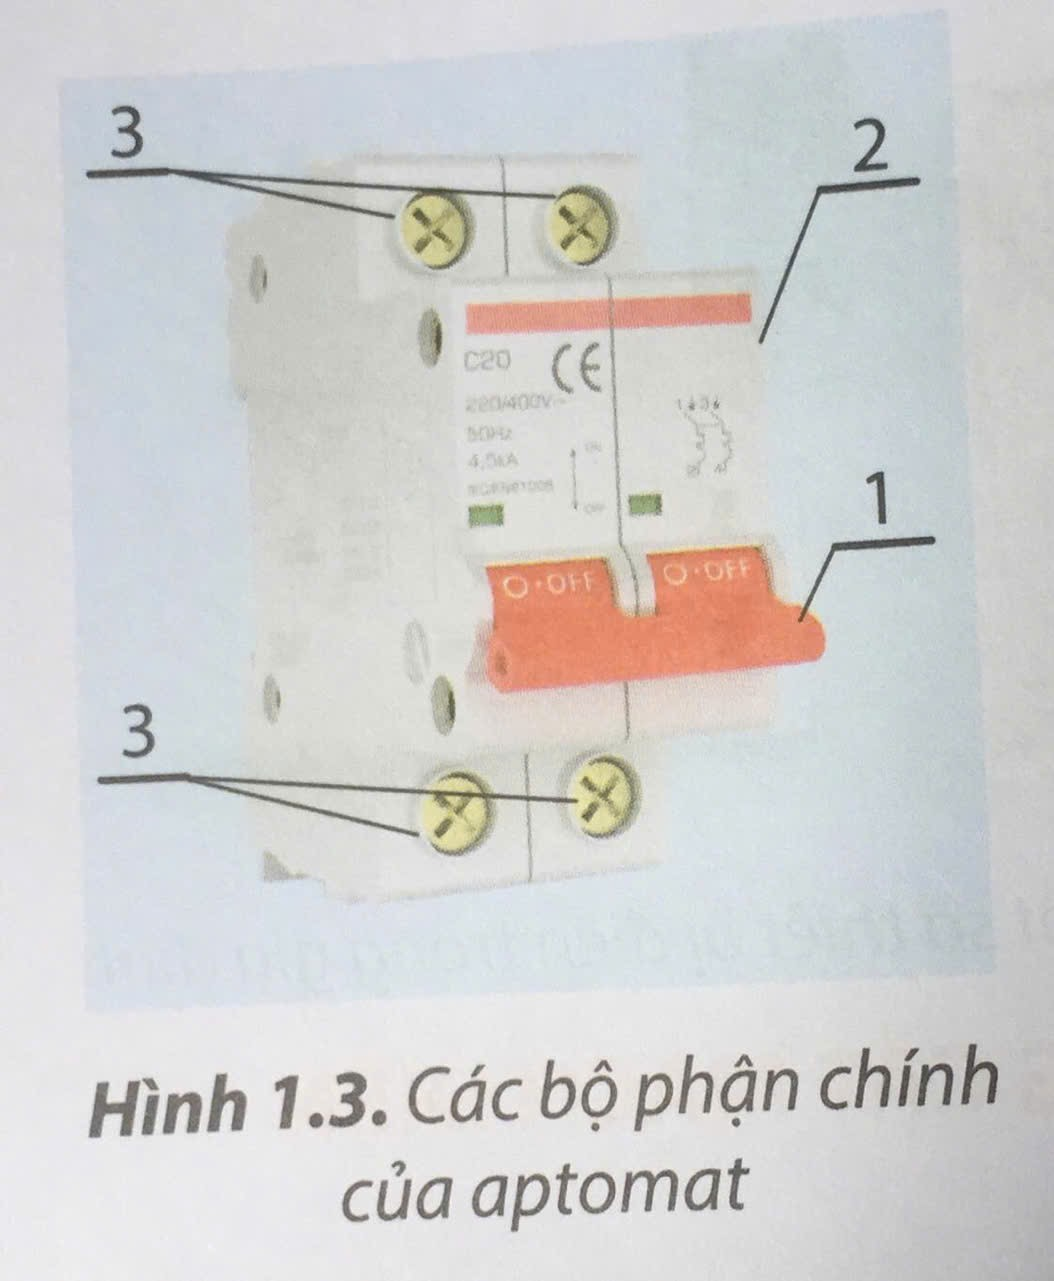 3
2
C20 CE
220/400V~
50Hz
4,5kA
1
O·OFF O·OFF
3
Hình 1.3. Các bộ phận chính
của aptomat